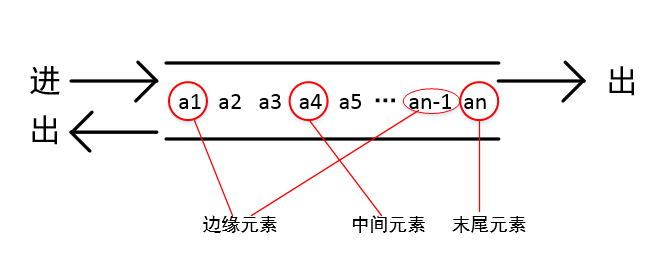 进 出
a1 a2 a3 a4 a5 … an-1 an
出
边缘元素 中间元素 末尾元素